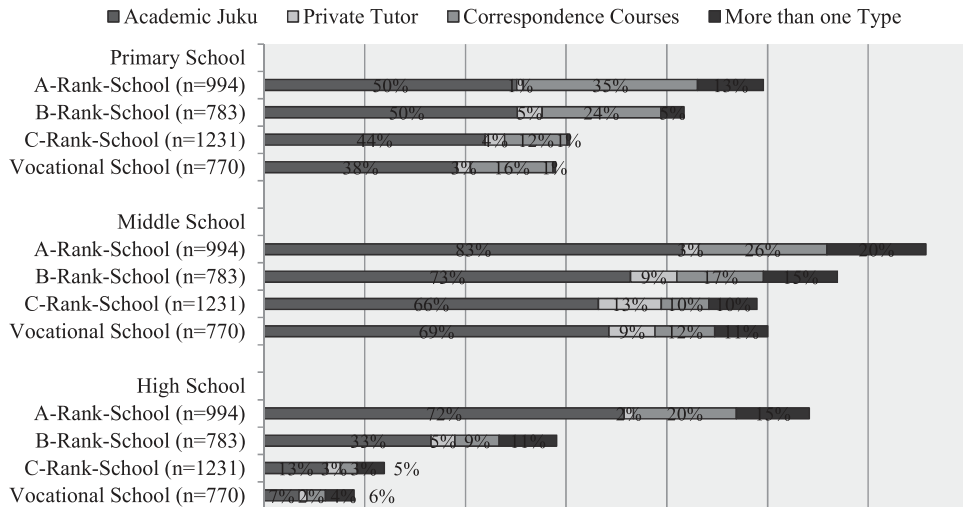 Academic Juku Private Tutor Correspondence Courses More than one Type
Primary School
A-Rank-School (n=994) 50% 1% 35% 13%
B-Rank-School (n=783) 50% 5% 24% 5%
C-Rank-School (n=1231) 44% 4% 12% 1%
Vocational School (n=770) 38% 3% 16% 1%
Middle School
A-Rank-School (n=994) 83% 3% 26% 20%
B-Rank-School (n=783) 73% 9% 17% 15%
C-Rank-School (n=1231) 66% 13% 10% 10%
Vocational School (n=770) 69% 9% 12% 11%
High School
A-Rank-School (n=994) 72% 2% 20% 15%
B-Rank-School (n=783) 33% 5% 9% 11%
C-Rank-School (n=1231) 13% 3% 3% 5%
Vocational School (n=770) 7% 2% 4% 6%